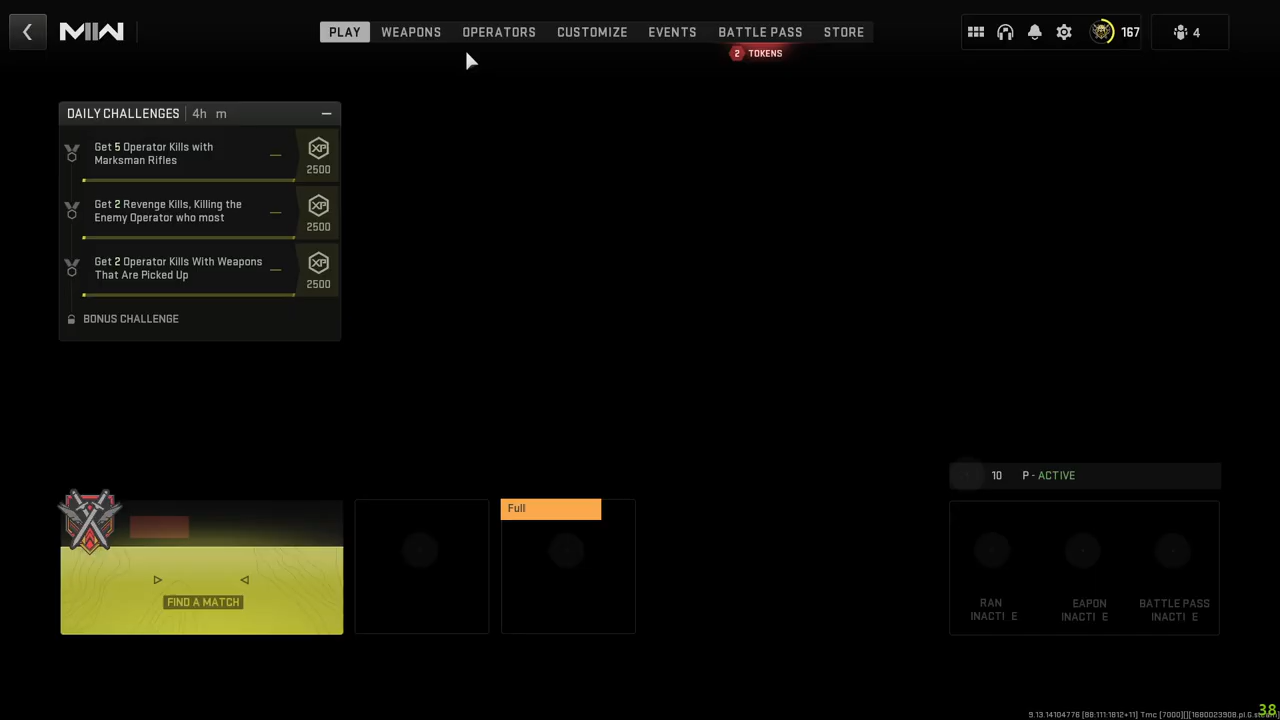 MW
PLAY WEAPONS OPERATORS CUSTOMIZE EVENTS BATTLE PASS STORE
167
4
2 TOKENS
DAILY CHALLENGES 4h m
Get 5 Operator Kills with
Marksman Rifles
2500
XP
Get 2 Revenge Kills, Killing the
Enemy Operator who most
2500
XP
Get 2 Operator Kills With Weapons
That Are Picked Up
2500
XP
BONUS CHALLENGE
10 P - ACTIVE
Full
FIND A MATCH
RAN
INACTI E
EAPON
INACTI E
BATTLE PASS
INACTI E
38